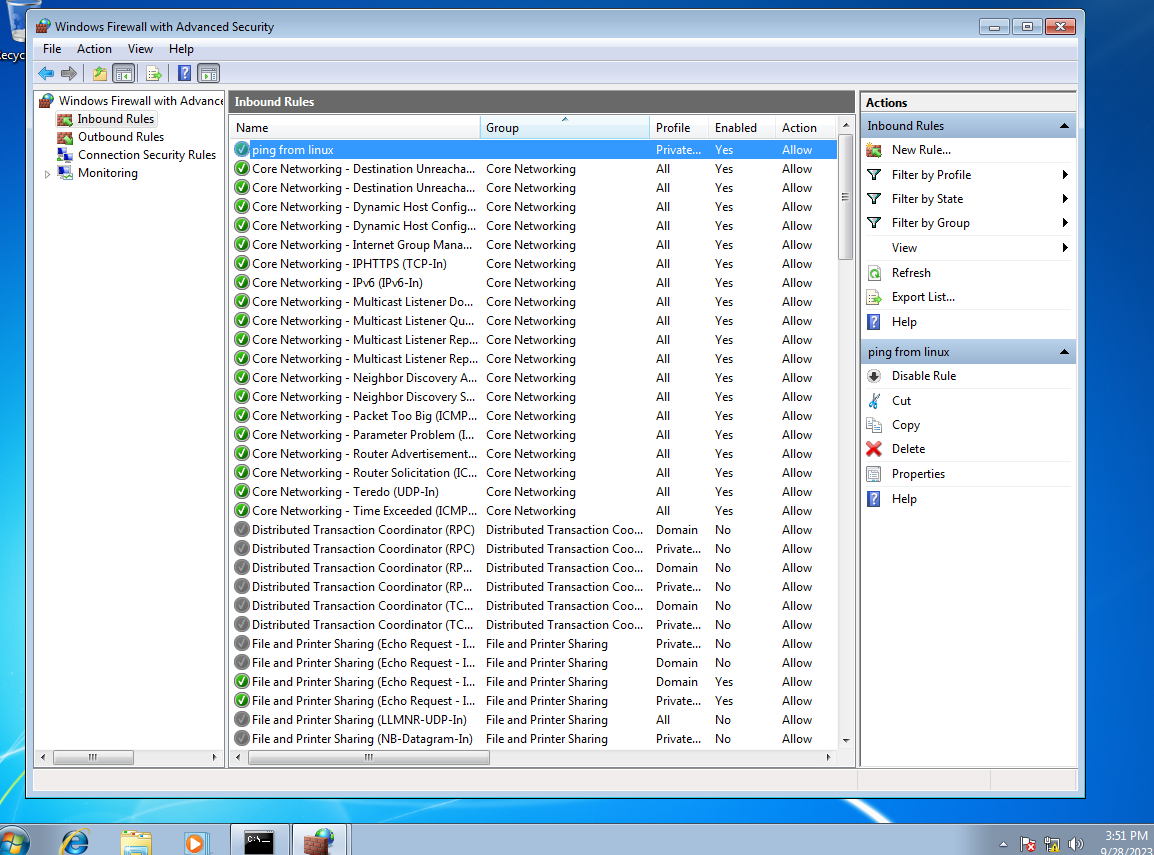 Windows Firewall with Advanced Security
File Action View Help
Windows Firewall with Advance
Inbound Rules
Outbound Rules
Connection Security Rules
Monitoring
Inbound Rules
Name Group Profile Enabled Action
ping from linux Private... Yes Allow
Core Networking - Destination Unreacha... Core Networking All Yes Allow
Core Networking - Destination Unreacha... Core Networking All Yes Allow
Core Networking - Dynamic Host Config... Core Networking All Yes Allow
Core Networking - Dynamic Host Config... Core Networking All Yes Allow
Core Networking - Internet Group Mana... Core Networking All Yes Allow
Core Networking - IPHTTPS (TCP-In) Core Networking All Yes Allow
Core Networking - IPv6 (IPv6-In) Core Networking All Yes Allow
Core Networking - Multicast Listener Do... Core Networking All Yes Allow
Core Networking - Multicast Listener Qu... Core Networking All Yes Allow
Core Networking - Multicast Listener Rep... Core Networking All Yes Allow
Core Networking - Multicast Listener Rep... Core Networking All Yes Allow
Core Networking - Neighbor Discovery A... Core Networking All Yes Allow
Core Networking - Neighbor Discovery S... Core Networking All Yes Allow
Core Networking - Packet Too Big (ICMP... Core Networking All Yes Allow
Core Networking - Parameter Problem (I... Core Networking All Yes Allow
Core Networking - Router Advertisement... Core Networking All Yes Allow
Core Networking - Router Solicitation (IC... Core Networking All Yes Allow
Core Networking - Teredo (UDP-In) Core Networking All Yes Allow
Core Networking - Time Exceeded (ICMP... Core Networking All Yes Allow
Distributed Transaction Coordinator (RPC) Distributed Transaction Coo... Domain No Allow
Distributed Transaction Coordinator (RPC) Distributed Transaction Coo... Private... No Allow
Distributed Transaction Coordinator (RP... Distributed Transaction Coo... Domain No Allow
Distributed Transaction Coordinator (RP... Distributed Transaction Coo... Private... No Allow
Distributed Transaction Coordinator (TC... Distributed Transaction Coo... Domain No Allow
Distributed Transaction Coordinator (TC... Distributed Transaction Coo... Private... No Allow
File and Printer Sharing (Echo Request - I... File and Printer Sharing Private... No Allow
File and Printer Sharing (Echo Request - I... File and Printer Sharing Domain No Allow
File and Printer Sharing (Echo Request - I... File and Printer Sharing Domain Yes Allow
File and Printer Sharing (Echo Request - I... File and Printer Sharing Private... Yes Allow
File and Printer Sharing (LLMNR-UDP-In) File and Printer Sharing All No Allow
File and Printer Sharing (NB-Datagram-In) File and Printer Sharing Private... No Allow
Actions
Inbound Rules
New Rule...
Filter by Profile
Filter by State
Filter by Group
View
Refresh
Export List...
Help
ping from linux
Disable Rule
Cut
Copy
Delete
Properties
Help
ecyc
C:\_
3:51 PM
9/28/2023